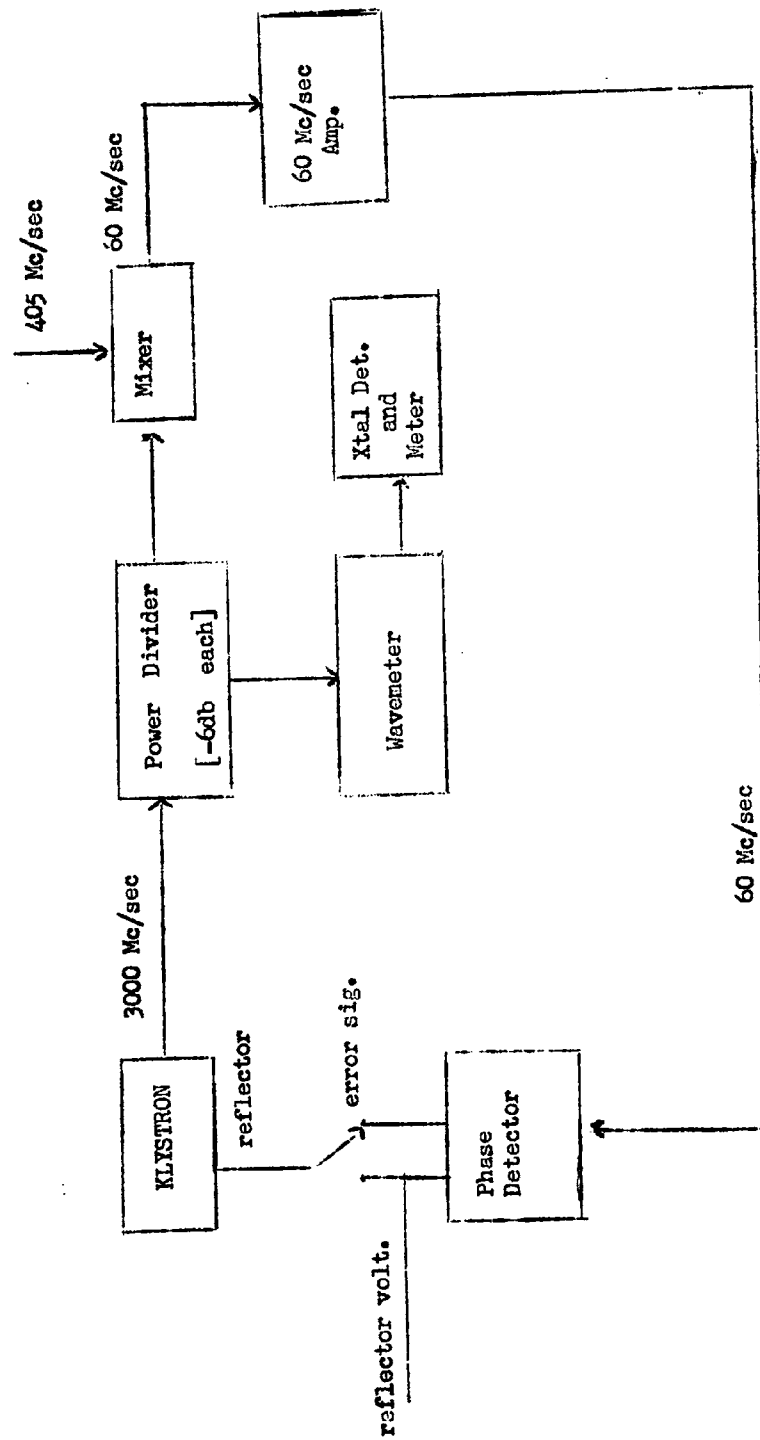 405 Mc/sec
3000 Mc/sec
60 Mc/sec
KLYSTRON
Power Divider
[-6db each]
Mixer
60 Mc/sec
Amp.
reflector
error sig.
reflector volt.
Phase
Detector
Wavemeter
Xtal Det.
and
Meter
60 Mc/sec